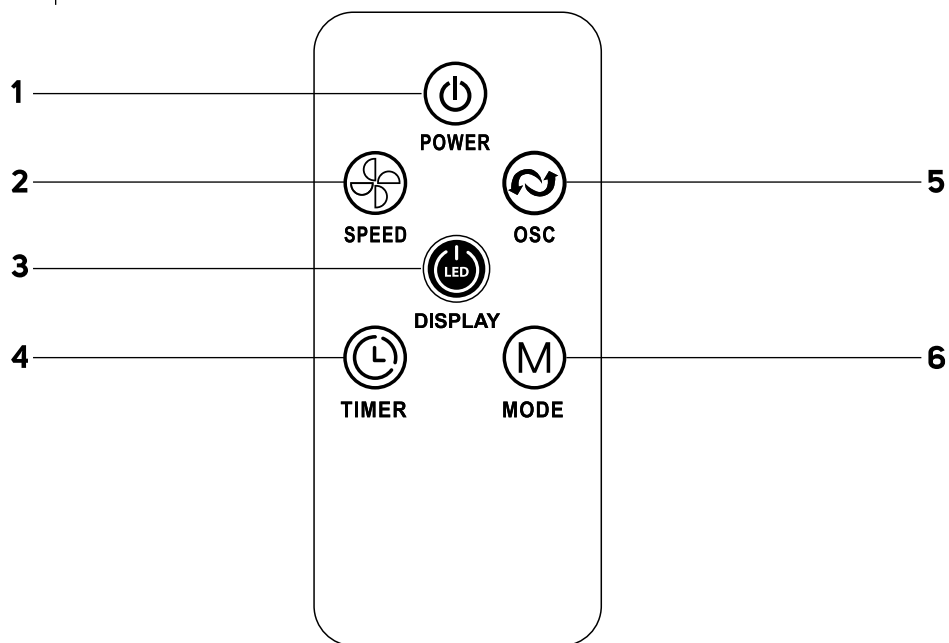 1
POWER
2
5
SPEED
OSC
3
LED
DISPLAY
4
M
6
TIMER
MODE